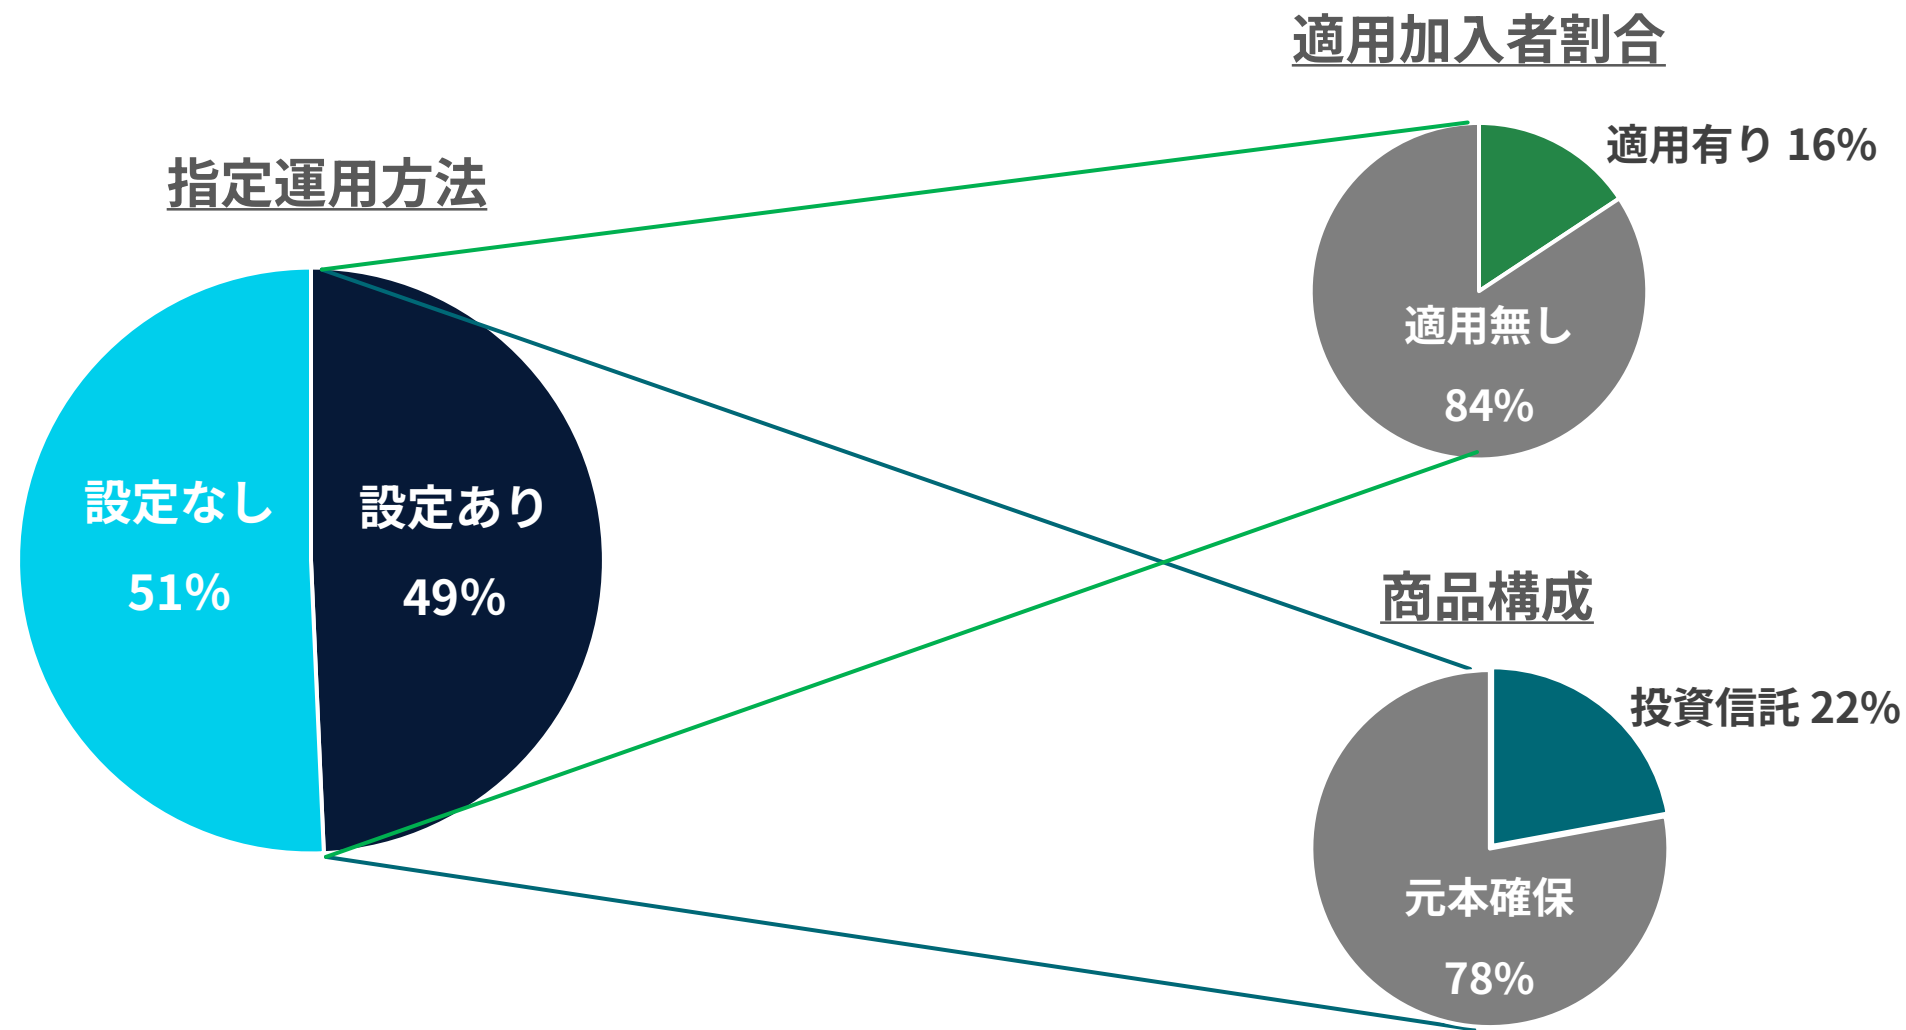 指定運用方法
設定なし
51%
設定あり
49%
適用加入者割合
適用有り 16%
適用無し
84%
商品構成
投資信託 22%
元本確保
78%